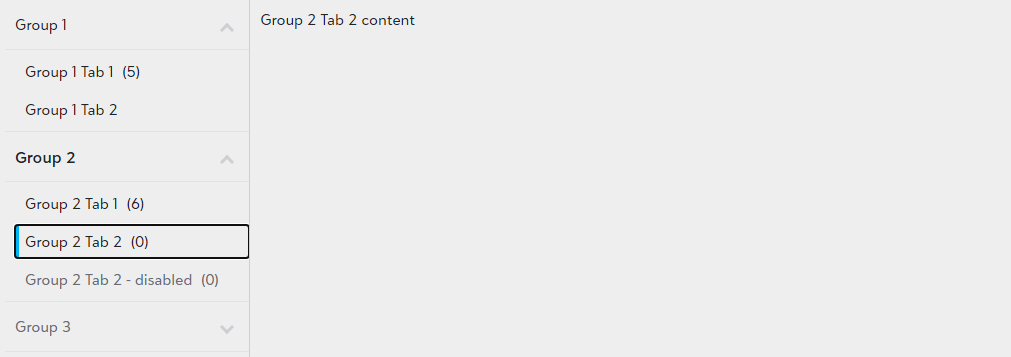 Group 1
Group 2 Tab 2 content
Group 1 Tab 1 (5)
Group 1 Tab 2
Group 2
Group 2 Tab 1 (6)
Group 2 Tab 2 (0)
Group 2 Tab 2 - disabled (0)
Group 3